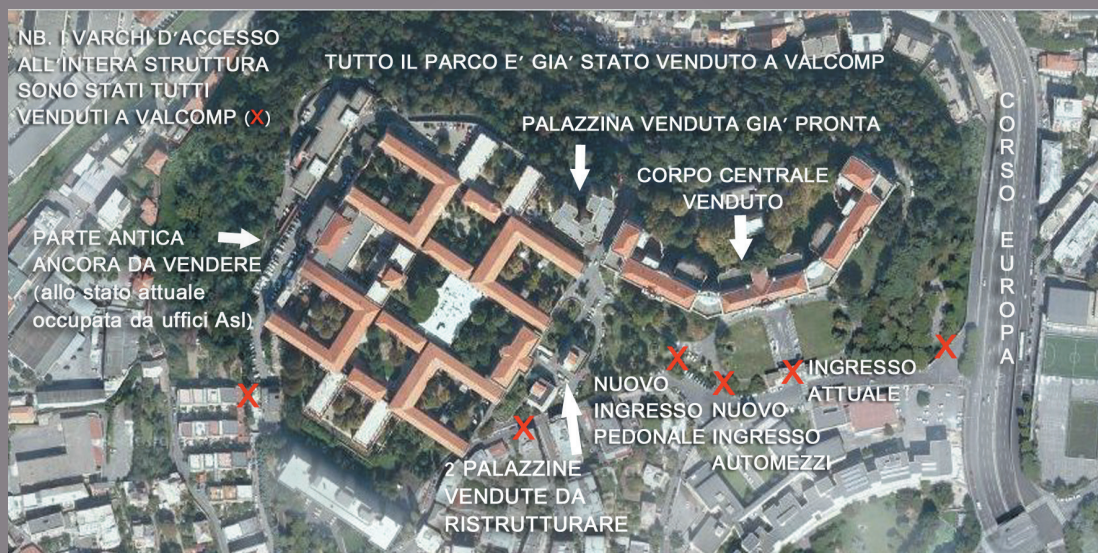 NB. I VARCHI D'ACCESSO
ALL'INTERA STRUTTURA
SONO STATI TUTTI
VENDUTI A VALCOMP (X)
TUTTO IL PARCO E' GIA' STATO VENDUTO A VALCOMP
PALAZZINA VENDUTA GIA' PRONTA
CORPO CENTRALE
VENDUTO
CORSO EUROPA
PARTE ANTICA
ANCORA DA VENDERE
(allo stato attuale
occupata da uffici Asl)
INGRESSO
ATTUALE
NUOVO
INGRESSO
PEDONALE
NUOVO
INGRESSO
AUTOMEZZI
2 PALAZZINE
VENDUTE DA
RISTRUTTURARE